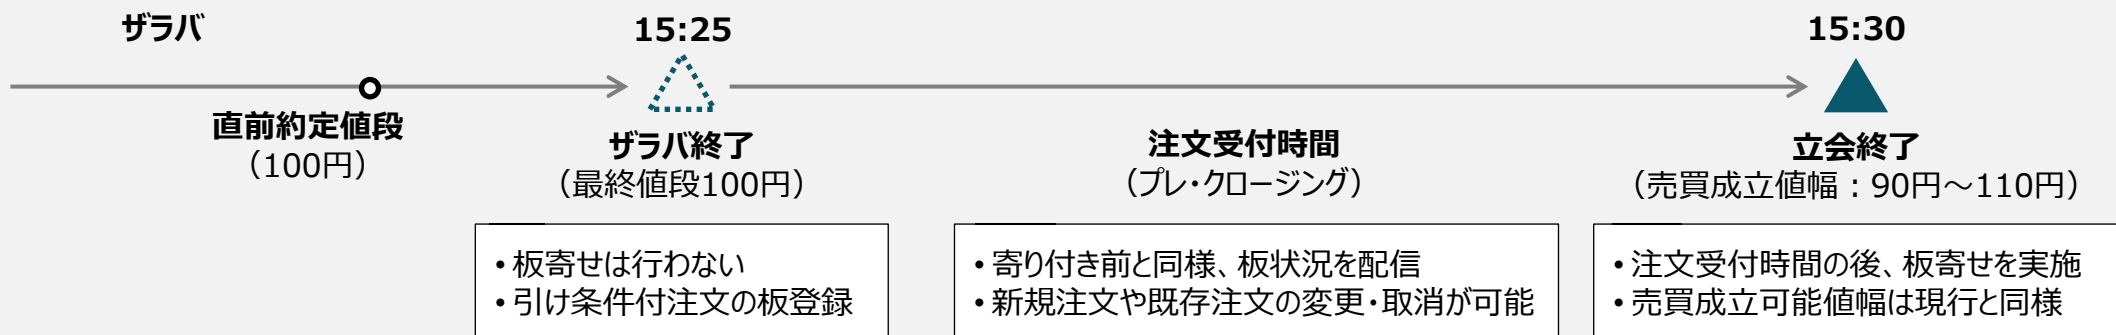 ザラバ
15:25
15:30
直前約定値段
（100円）
ザラバ終了
（最終値段100円）
注文受付時間
（プレ・クロージング）
立会終了
（売買成立値幅：90円～110円）
• 板寄せは行わない
• 引け条件付注文の板登録
• 寄り付き前と同様、板状況を配信
• 新規注文や既存注文の変更・取消が可能
• 注文受付時間の後、板寄せを実施
• 売買成立可能値幅は現行と同様